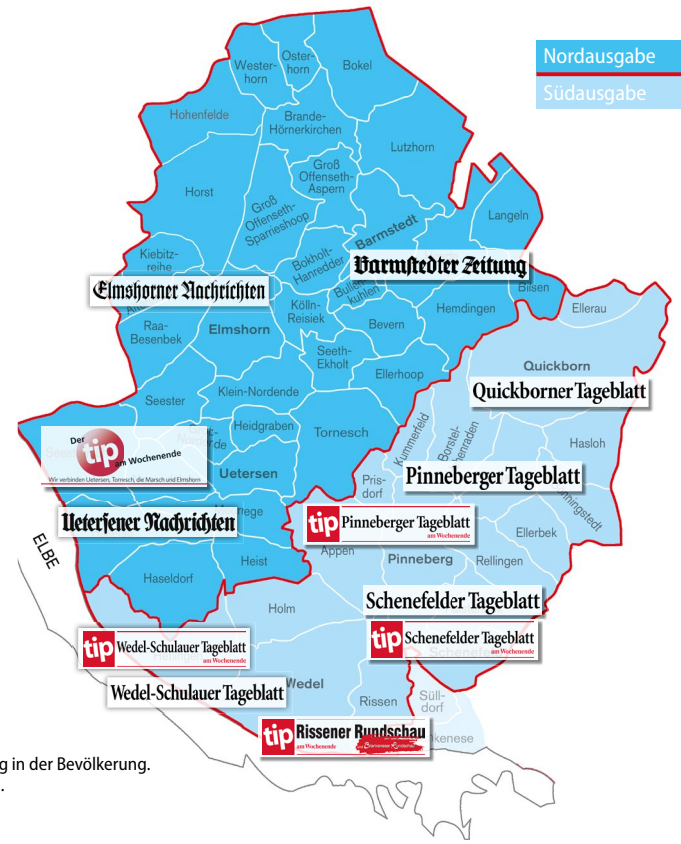 Nordausgabe
Südausgabe
Wester-
horn
Oster-
horn
Bokel
Hohenfelde
Brande-
Hörnerkirchen
Lutzhorn
Groß
Offenseth-
Aspern
Horst
Groß
Offenseth-
Sparrieshoop
Langeln
Barmstedt
Kiebitz-
reihe
Bokholt-
Hanredder
Barmstedter Zeitung
Elmshorner Nachrichten
kuhlen
Bilsen
Kölln-
Reisiek
Hemdingen
Ellerau
Raa-
Besenbek
Elmshorn
Bevern
Seeth-
Ekholt
Ellerhoop
Quickborn
Quickborner Tageblatt
Seester
Klein-Nordende
Heidgraben
Tornesch
Kummerfeld
Borstel-
Hasloh
Der
tip
am Wochenende
Wir verbinden Uetersen, Tornesch, die Marsch und Elmshorn
Uetersen
Pris-
dorf
Pinneberger Tageblatt
Uetersener Nachrichten
tip Pinneberger Tageblatt
am Wochenende
Ellerbek
ELBE
Heist
Appen
Pinneberg
Rellingen
Haseldorf
Holm
Schenefelder Tageblatt
tip Schenefelder Tageblatt
am Wochenende
tip Wedel-Schulauer Tageblatt
am Wochenende
Wedel
Wedel-Schulauer Tageblatt
Rissen
Süll-
dorf
tip Rissener Rundschau
am Wochenende
g in der Bevölkerung.
.